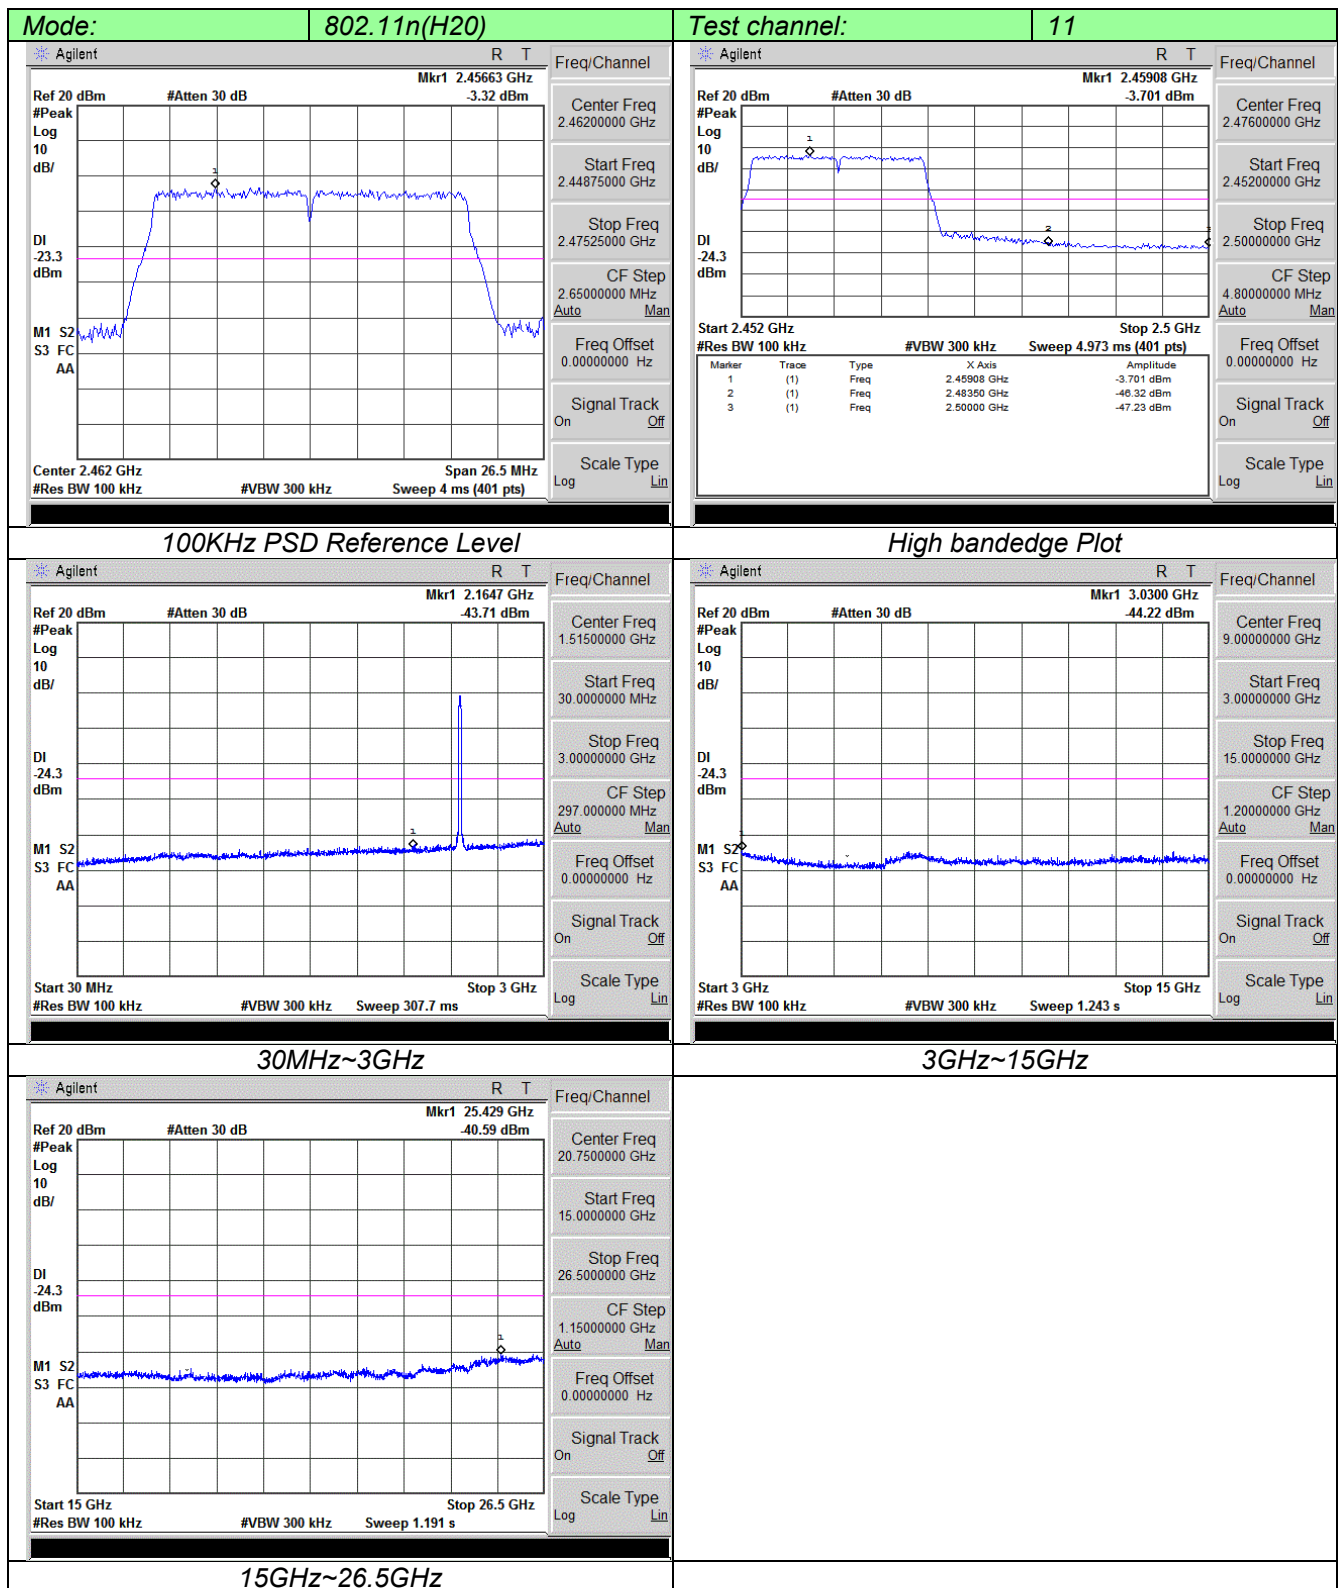 Mode: 802.11n(H20) Test channel: 11
Agilent R T
Mkr1 2.45663 GHz
Ref 20 dBm #Atten 30 dB -3.32 dBm
#Peak
Log
10
dB/
1
DI
-23.3
dBm
M1 S2
S3 FC
AA
Center 2.462 GHz Span 26.5 MHz
#Res BW 100 kHz #VBW 300 kHz Sweep 4 ms (401 pts)
Freq/Channel
Center Freq
2.46200000 GHz
Start Freq
2.44875000 GHz
Stop Freq
2.47525000 GHz
CF Step
2.65000000 MHz
Auto Man
Freq Offset
0.00000000 Hz
Signal Track
On Off
Scale Type
Log Lin
Agilent R T
Mkr1 2.45908 GHz
Ref 20 dBm #Atten 30 dB -3.701 dBm
#Peak
Log
10
dB/
1
2
DI
-24.3
dBm
Start 2.452 GHz Stop 2.5 GHz
#Res BW 100 kHz #VBW 300 kHz Sweep 4.973 ms (401 pts)
Marker Trace Type X Axis Amplitude
1 (1) Freq 2.45908 GHz -3.701 dBm
2 (1) Freq 2.48350 GHz -46.32 dBm
3 (1) Freq 2.50000 GHz -47.23 dBm
Freq/Channel
Center Freq
2.47600000 GHz
Start Freq
2.45200000 GHz
Stop Freq
2.50000000 GHz
CF Step
4.80000000 MHz
Auto Man
Freq Offset
0.00000000 Hz
Signal Track
On Off
Scale Type
Log Lin
100KHz PSD Reference Level High bandedge Plot
Agilent R T
Mkr1 2.1647 GHz
Ref 20 dBm #Atten 30 dB -43.71 dBm
#Peak
Log
10
dB/
1
DI
-24.3
dBm
M1 S2
S3 FC
AA
Start 30 MHz Stop 3 GHz
#Res BW 100 kHz #VBW 300 kHz Sweep 307.7 ms
Freq/Channel
Center Freq
1.51500000 GHz
Start Freq
30.0000000 MHz
Stop Freq
3.00000000 GHz
CF Step
297.000000 MHz
Auto Man
Freq Offset
0.00000000 Hz
Signal Track
On Off
Scale Type
Log Lin
Agilent R T
Mkr1 3.0300 GHz
Ref 20 dBm #Atten 30 dB -44.22 dBm
#Peak
Log
10
dB/
1
DI
-24.3
dBm
M1 S2
S3 FC
AA
Start 3 GHz Stop 15 GHz
#Res BW 100 kHz #VBW 300 kHz Sweep 1.243 s
Freq/Channel
Center Freq
9.00000000 GHz
Start Freq
3.00000000 GHz
Stop Freq
15.0000000 GHz
CF Step
1.20000000 GHz
Auto Man
Freq Offset
0.00000000 Hz
Signal Track
On Off
Scale Type
Log Lin
30MHz~3GHz 3GHz~15GHz
Agilent R T
Mkr1 25.429 GHz
Ref 20 dBm #Atten 30 dB -40.59 dBm
#Peak
Log
10
dB/
1
DI
-24.3
dBm
M1 S2
S3 FC
AA
Start 15 GHz Stop 26.5 GHz
#Res BW 100 kHz #VBW 300 kHz Sweep 1.191 s
Freq/Channel
Center Freq
20.7500000 GHz
Start Freq
15.0000000 GHz
Stop Freq
26.5000000 GHz
CF Step
1.15000000 GHz
Auto Man
Freq Offset
0.00000000 Hz
Signal Track
On Off
Scale Type
Log Lin
15GHz~26.5GHz